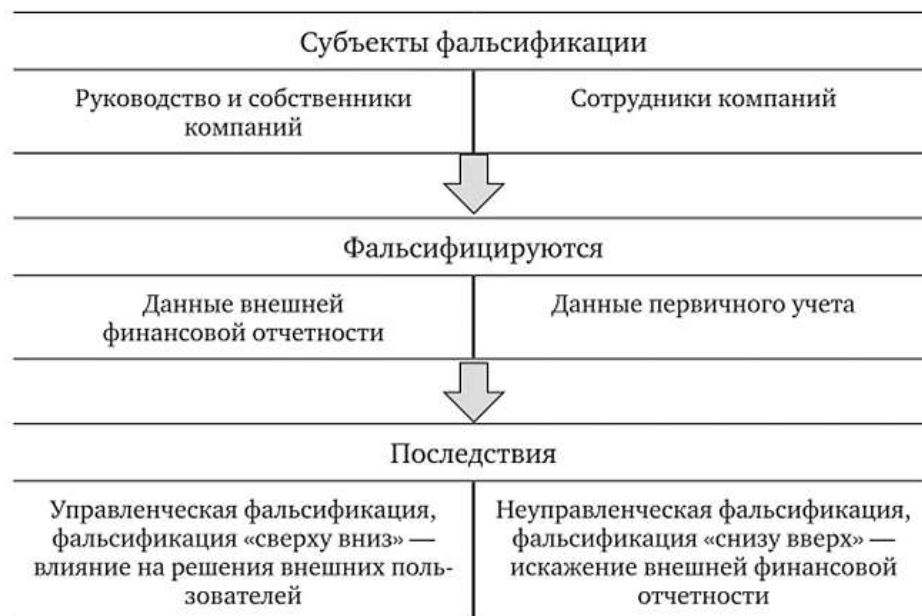 Субъекты фальсификации
Руководство и собственники
компаний
Сотрудники компаний
Фальсифицируются
Данные внешней
финансовой отчетности
Данные первичного учета
Последствия
Управленческая фальсификация,
фальсификация «сверху вниз» —
влияние на решения внешних поль-
зователей
Неуправленческая фальсификация,
фальсификация «снизу вверх» —
искажение внешней финансовой
отчетности